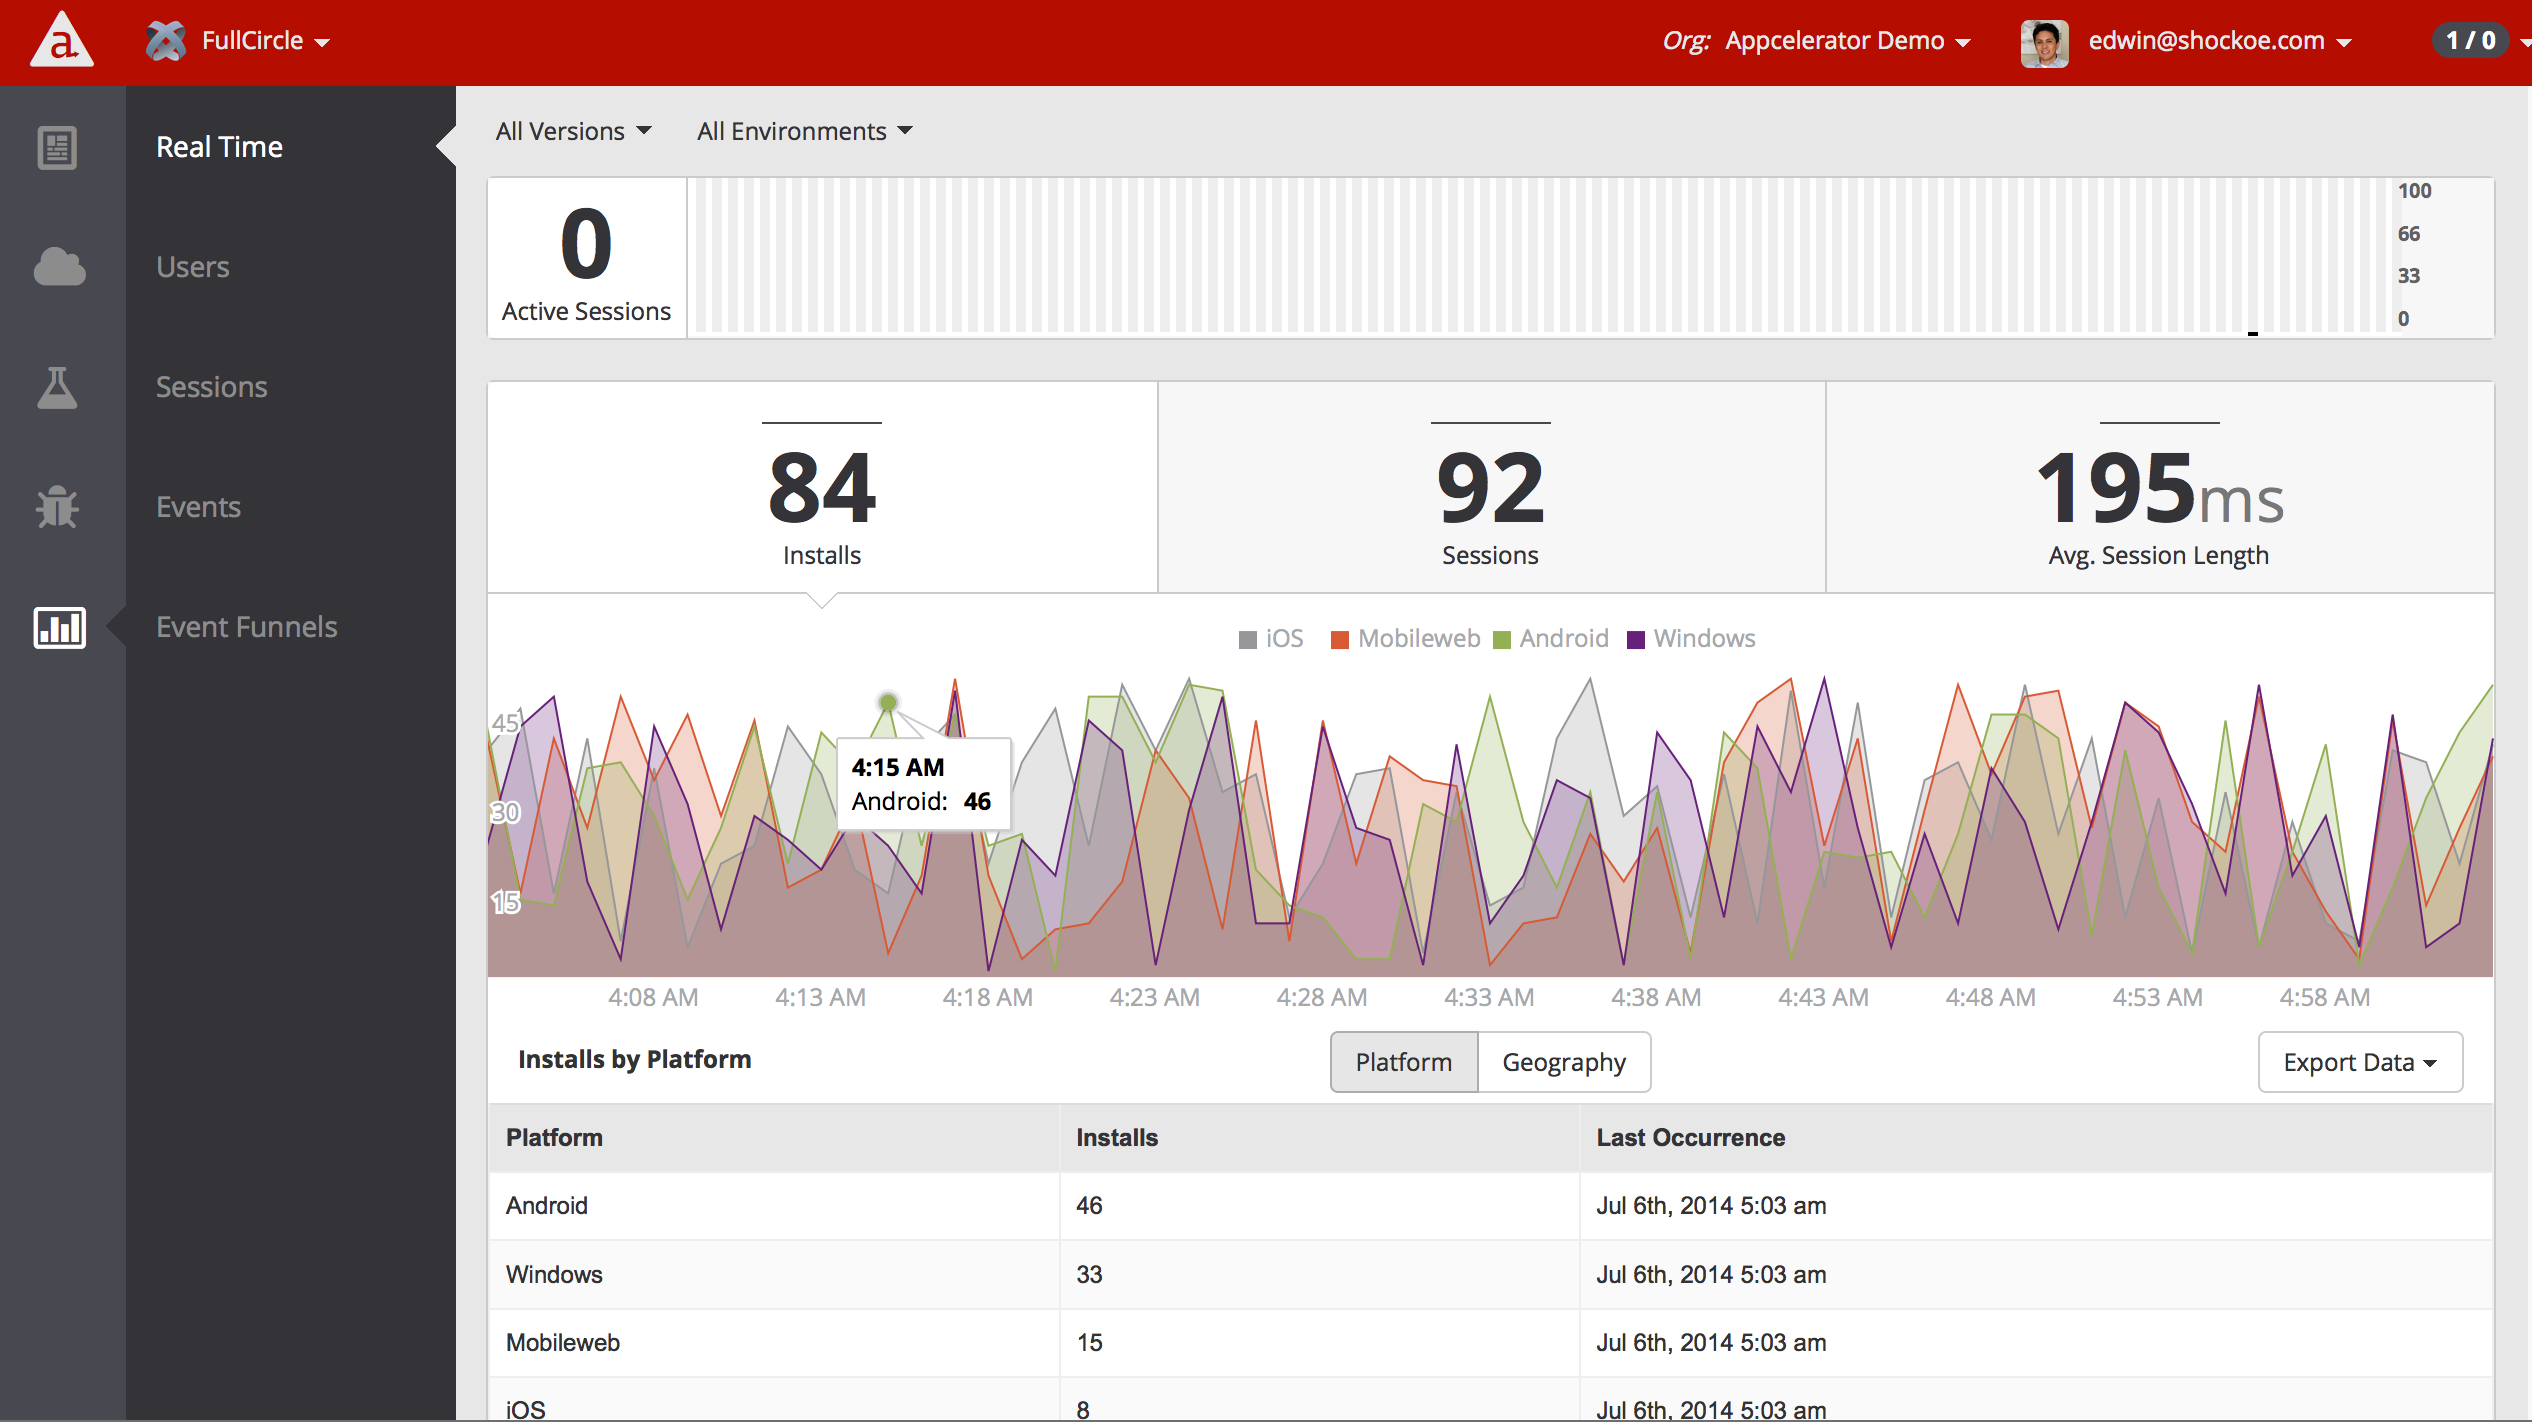 a FullCircle Org: Appcelerator Demo edwin@shockoe.com 1 / 0
Real Time
Users
Sessions
Events
Event Funnels
All Versions All Environments
0
Active Sessions
100
66
33
0
84
Installs
92
Sessions
195ms
Avg. Session Length
iOS Mobileweb Android Windows
45
30
15
4:15 AM
Android: 46
4:08 AM 4:13 AM 4:18 AM 4:23 AM 4:28 AM 4:33 AM 4:38 AM 4:43 AM 4:48 AM 4:53 AM 4:58 AM
Installs by Platform Platform Geography Export Data
Platform Installs Last Occurrence
Android 46 Jul 6th, 2014 5:03 am
Windows 33 Jul 6th, 2014 5:03 am
Mobileweb 15 Jul 6th, 2014 5:03 am
iOS 8 Jul 6th, 2014 5:03 am